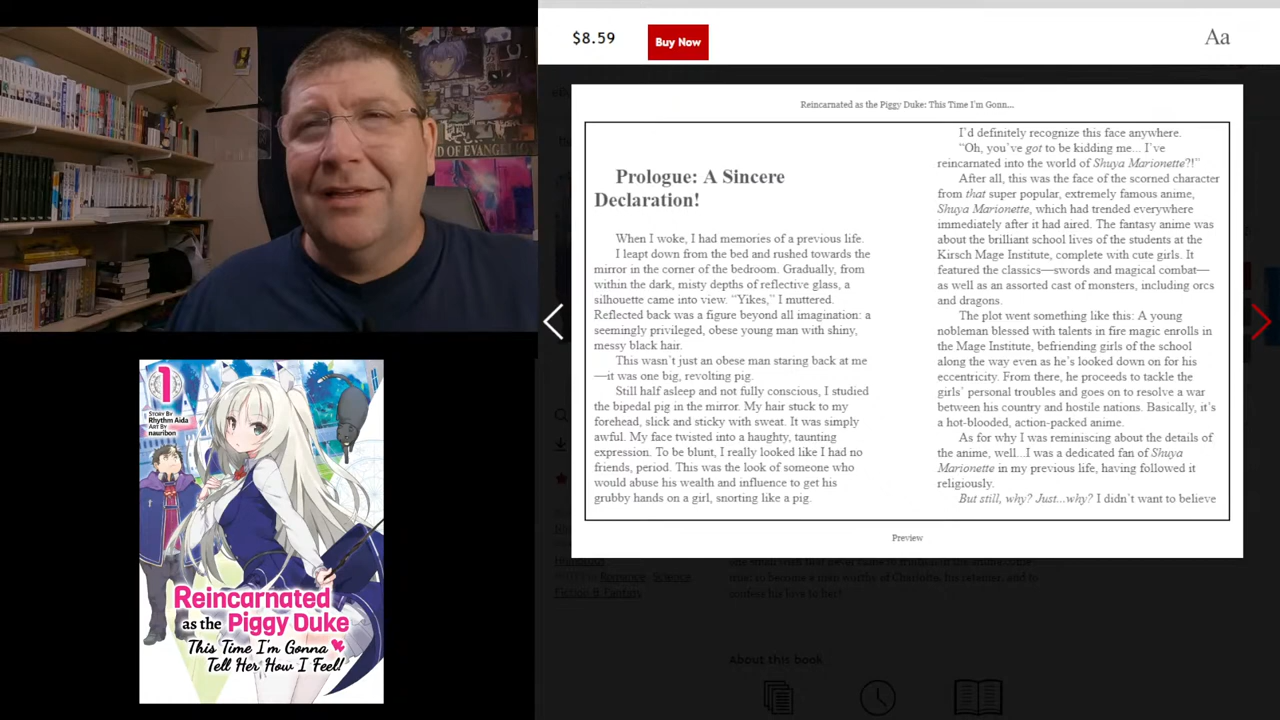 D OF EVANGELION
1
STORY BY
Rhythm Aida
ART BY
nauribon
Reincarnated
as the Piggy Duke
This Time I'm Gonna
Tell Her How I Feel!
$8.59
Buy Now
Aa
Reincarnated as the Piggy Duke: This Time I'm Gonn...
Prologue: A Sincere
Declaration!
When I woke, I had memories of a previous life.
I leapt down from the bed and rushed towards the
mirror in the corner of the bedroom. Gradually, from
within the dark, misty depths of reflective glass, a
silhouette came into view. “Yikes,” I muttered.
Reflected back was a figure beyond all imagination: a
seemingly privileged, obese young man with shiny,
messy black hair.
This wasn’t just an obese man staring back at me
—it was one big, revolting pig.
Still half asleep and not fully conscious, I studied
the bipedal pig in the mirror. My hair stuck to my
forehead, slick and sticky with sweat. It was simply
awful. My face twisted into a haughty, taunting
expression. To be blunt, I really looked like I had no
friends, period. This was the look of someone who
would abuse his wealth and influence to get his
grubby hands on a girl, snorting like a pig.
I’d definitely recognize this face anywhere.
“Oh, you’ve got to be kidding me... I’ve
reincarnated into the world of Shuya Marionette?!”
After all, this was the face of the scorned character
from that super popular, extremely famous anime,
Shuya Marionette, which had trended everywhere
immediately after it had aired. The fantasy anime was
about the brilliant school lives of the students at the
Kirsch Mage Institute, complete with cute girls. It
featured the classics—swords and magical combat—
as well as an assorted cast of monsters, including orcs
and dragons.
The plot went something like this: A young
nobleman blessed with talents in fire magic enrolls in
the Mage Institute, befriending girls of the school
along the way even as he’s looked down on for his
eccentricity. From there, he proceeds to tackle the
girls’ personal troubles and goes on to resolve a war
between his country and hostile nations. Basically, it’s
a hot-blooded, action-packed anime.
As for why I was reminiscing about the details of
the anime, well...I was a dedicated fan of Shuya
Marionette in my previous life, having followed it
religiously.
But still, why? Just...why? I didn’t want to believe
Preview
Romance, Science
Fiction & Fantasy
confess his love to her?
About this book